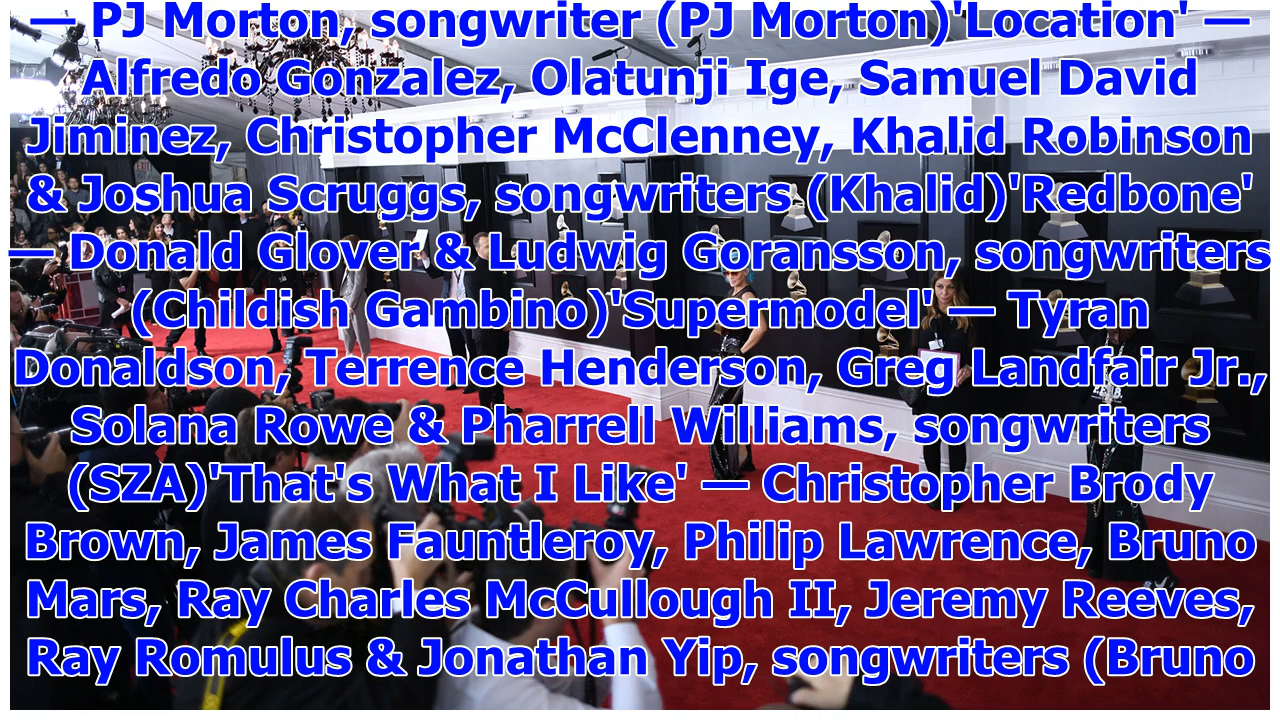 — PJ Morton, songwriter (PJ Morton)'Location' —
Alfredo Gonzalez, Olatunji Ige, Samuel David
Jiminez, Christopher McClenney, Khalid Robinson
& Joshua Scruggs, songwriters (Khalid)'Redbone'
— Donald Glover & Ludwig Goransson, songwriters
(Childish Gambino)'Supermodel' — Tyran
Donaldson, Terrence Henderson, Greg Landfair Jr.,
Solana Rowe & Pharrell Williams, songwriters
(SZA)'That's What I Like' — Christopher Brody
Brown, James Fauntleroy, Philip Lawrence, Bruno
Mars, Ray Charles McCullough II, Jeremy Reeves,
Ray Romulus & Jonathan Yip, songwriters (Bruno